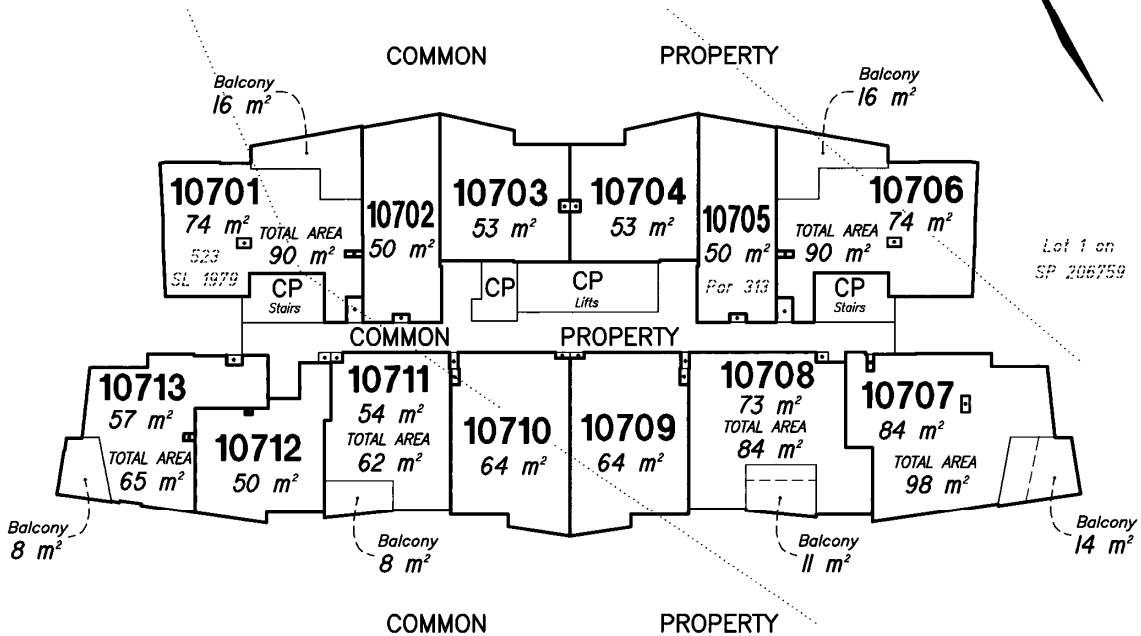 COMMON PROPERTY
Balcony
16 m²
Balcony
16 m²
10701
74 m²
TOTAL AREA
90 m²
523
SL 1979
10702
50 m²
10703
53 m²
10704
53 m²
10705
50 m²
Por 313
10706
74 m²
TOTAL AREA
90 m²
Lot 1 on
SP 206759
CP
Stairs
CP
CP
Lifts
CP
Stairs
COMMON PROPERTY
10713
57 m²
TOTAL AREA
65 m²
10712
50 m²
10711
54 m²
TOTAL AREA
62 m²
10710
64 m²
10709
64 m²
10708
73 m²
TOTAL AREA
84 m²
10707
84 m²
TOTAL AREA
98 m²
Balcony
8 m²
Balcony
8 m²
Balcony
11 m²
Balcony
14 m²
COMMON PROPERTY